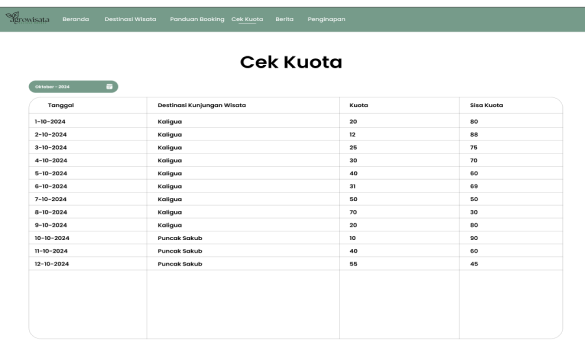 Agrowisata Beranda Destinasi Wisata Panduan Booking Cek Kuota Berita Penginapan
Cek Kuota
Oktober - 2024
Tanggal Destinasi Kunjungan Wisata Kuota Sisa Kuota
1-10-2024 Kaligua 20 80
2-10-2024 Kaligua 12 88
3-10-2024 Kaligua 25 75
4-10-2024 Kaligua 30 70
5-10-2024 Kaligua 40 60
6-10-2024 Kaligua 31 69
7-10-2024 Kaligua 50 50
8-10-2024 Kaligua 70 30
9-10-2024 Kaligua 20 80
10-10-2024 Puncak Sakub 10 90
11-10-2024 Puncak Sakub 40 60
12-10-2024 Puncak Sakub 55 45